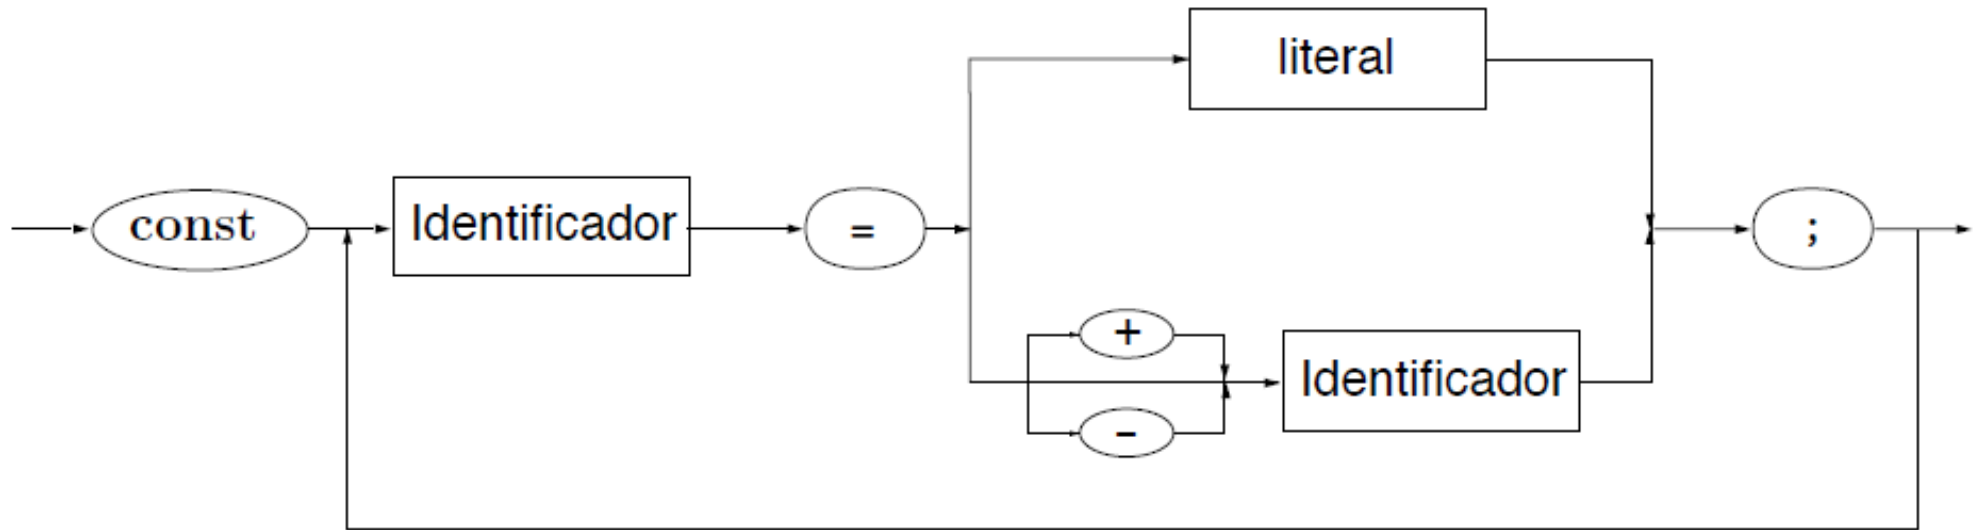 literal
const
Identificador
=
;
+
Identificador
-